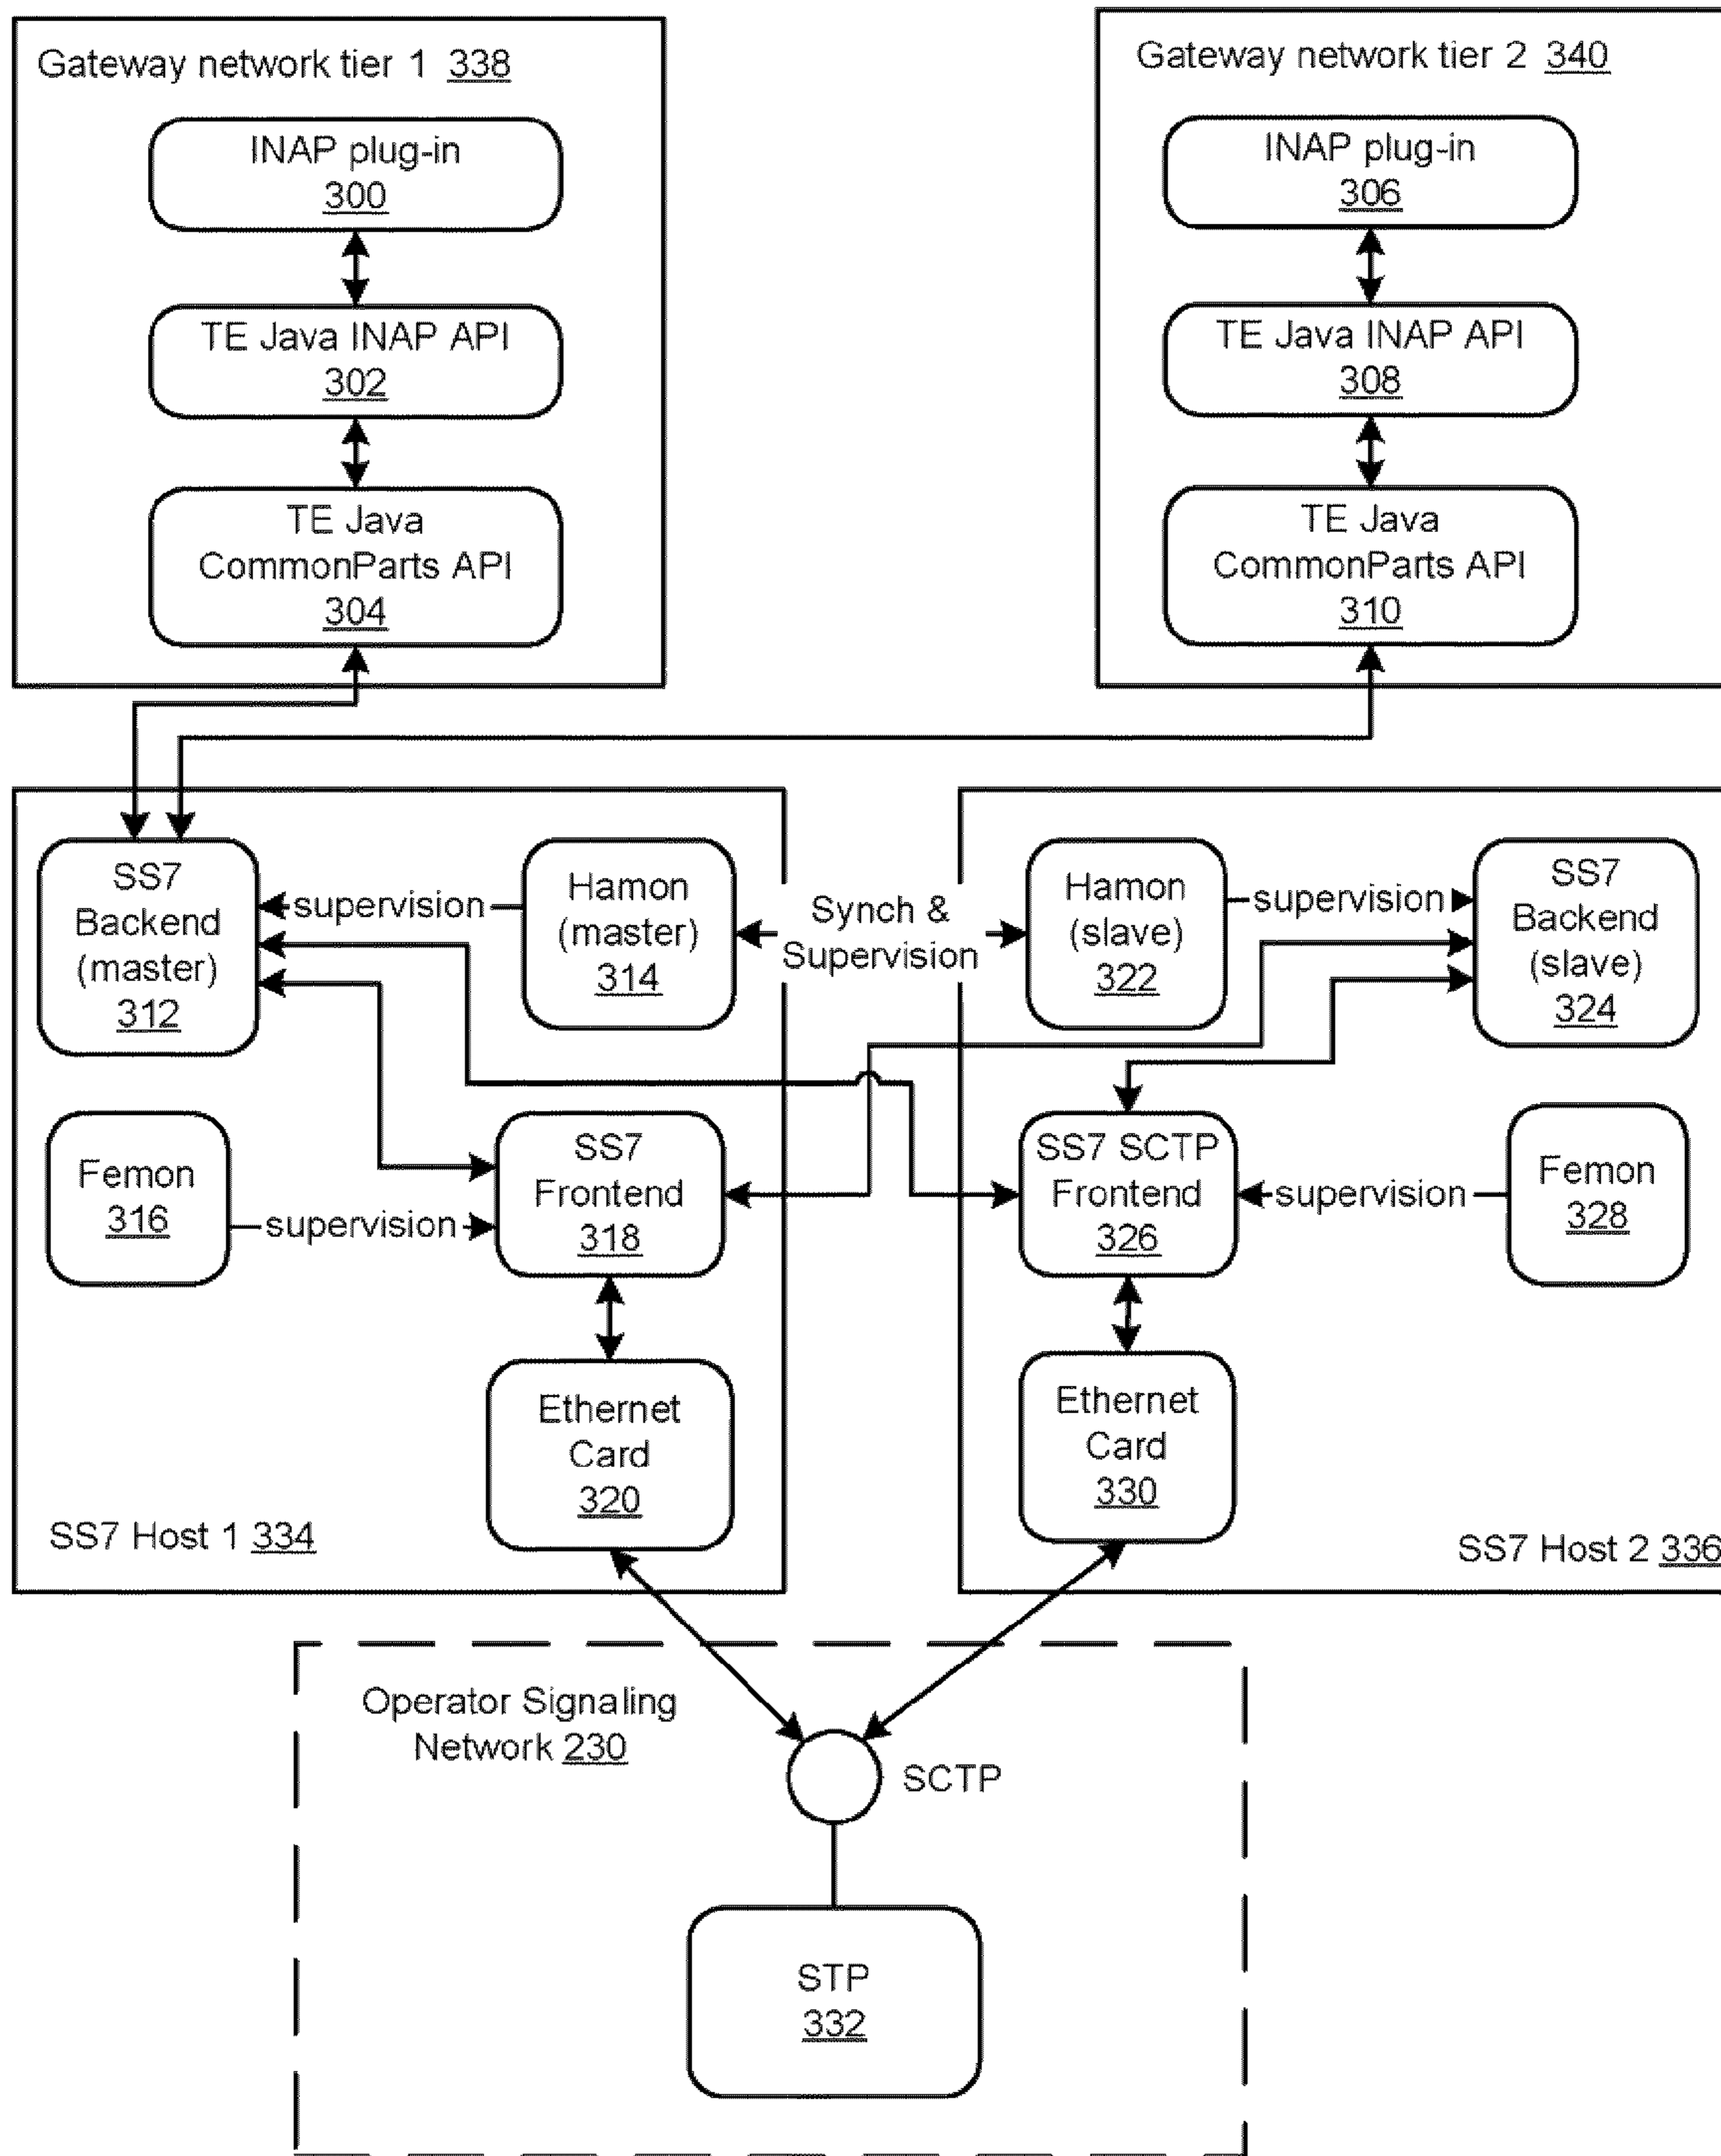 Gateway network tier 1 338
INAP plug-in
300
TE Java INAP API
302
TE Java
CommonParts API
304
Gateway network tier 2 340
INAP plug-in
306
TE Java INAP API
308
TE Java
CommonParts API
310
SS7
Backend
(master)
312
supervision
Hamon
(master)
314
Synch &
Supervision
Hamon
(slave)
322
supervision
SS7
Backend
(slave)
324
Femon
316
supervision
SS7
Frontend
318
SS7 SCTP
Frontend
326
supervision
Femon
328
Ethernet
Card
320
Ethernet
Card
330
SS7 Host 1 334
SS7 Host 2 336
Operator Signaling
Network 230
SCTP
STP
332